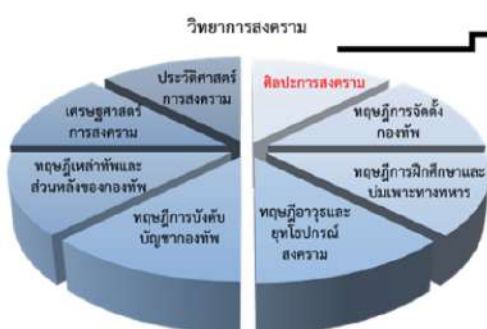 วิทยาการสงคราม
ประวัติศาสตร์
การสงคราม
ศิลปะการสงคราม
เศรษฐศาสตร์
การสงคราม
ทฤษฎีการจัดตั้ง
กองทัพ
ทฤษฎีเหล่าทัพและ
ส่วนหลังของกองทัพ
ทฤษฎีการฝึกศึกษาและ
บ่มเพาะทางทหาร
ทฤษฎีการบังคับ
บัญชากองทัพ
ทฤษฎีอาวุธและ
ยุทโธปกรณ์
สงคราม